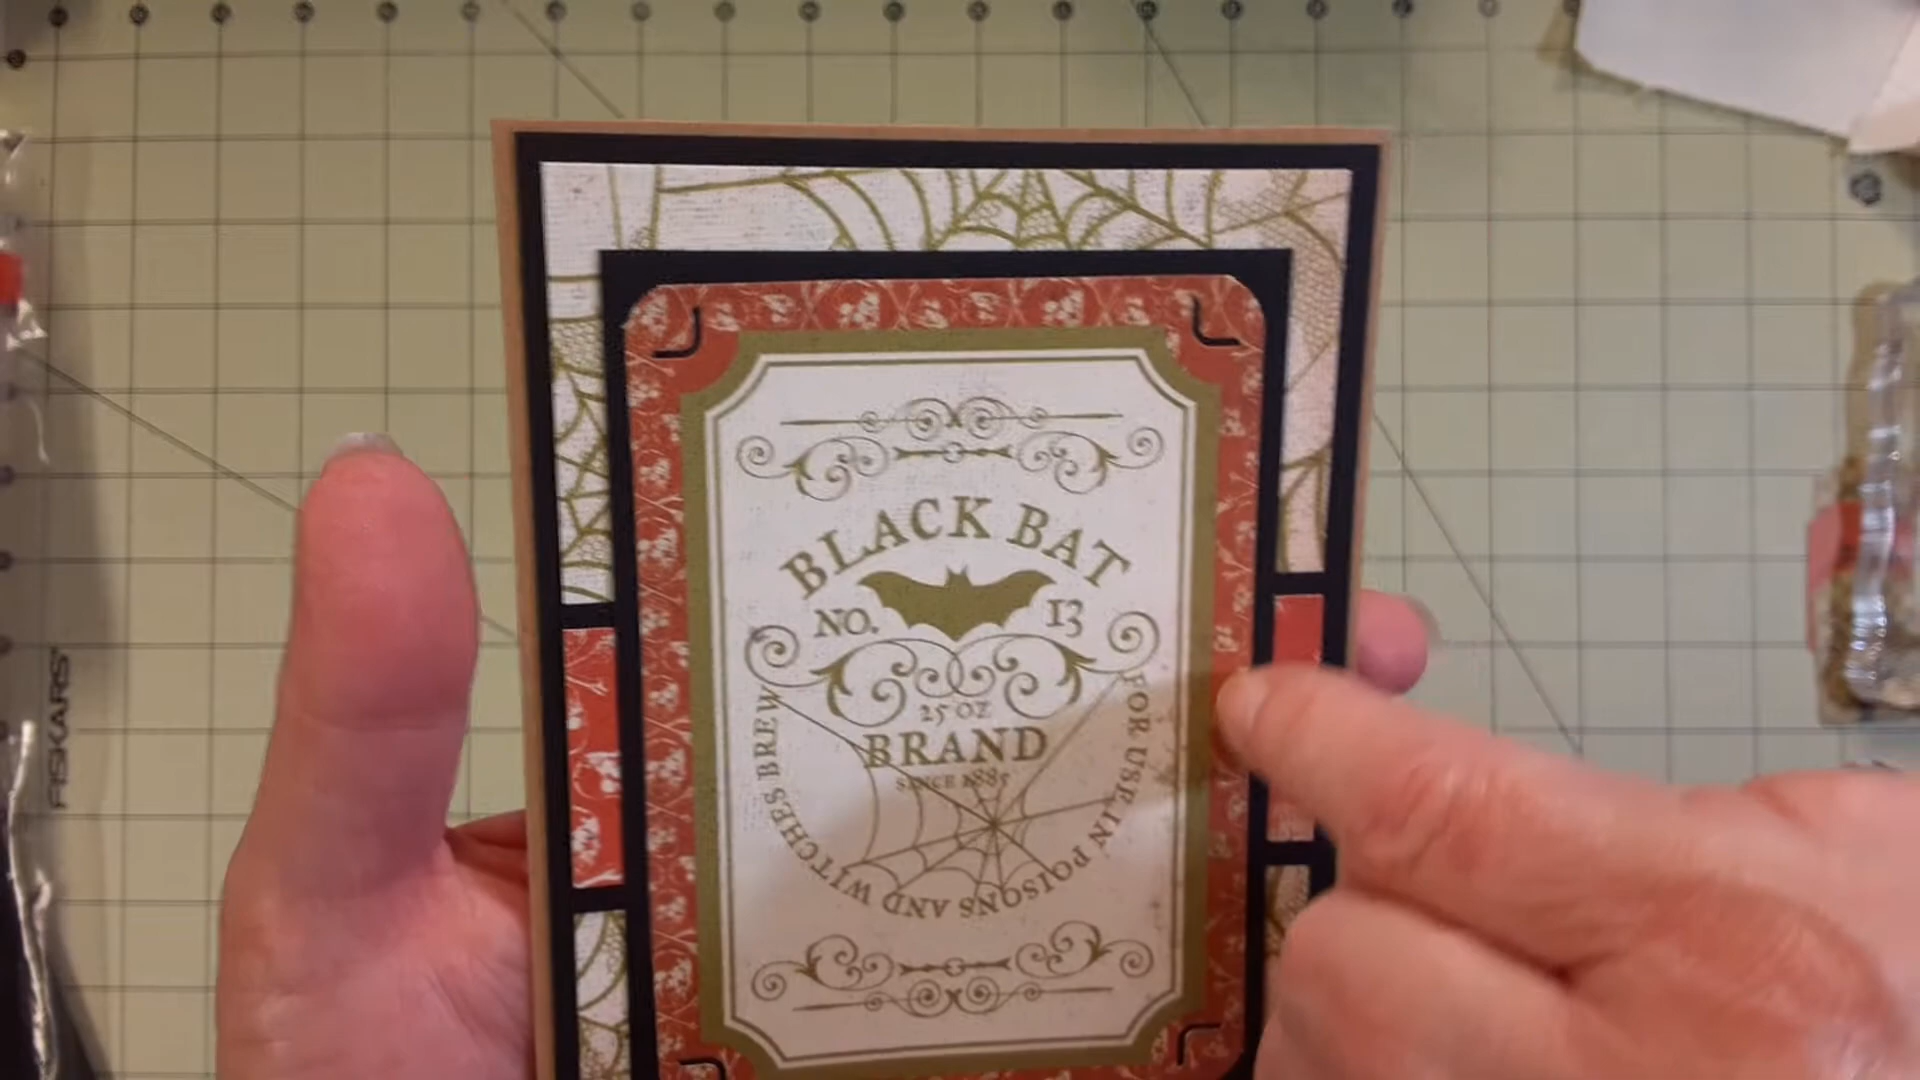 BLACK BAT
NO. 13
25 OZ
BRAND
SINCE 1885
FOR USE IN POISONS AND WITCHES BREW
FISKARS